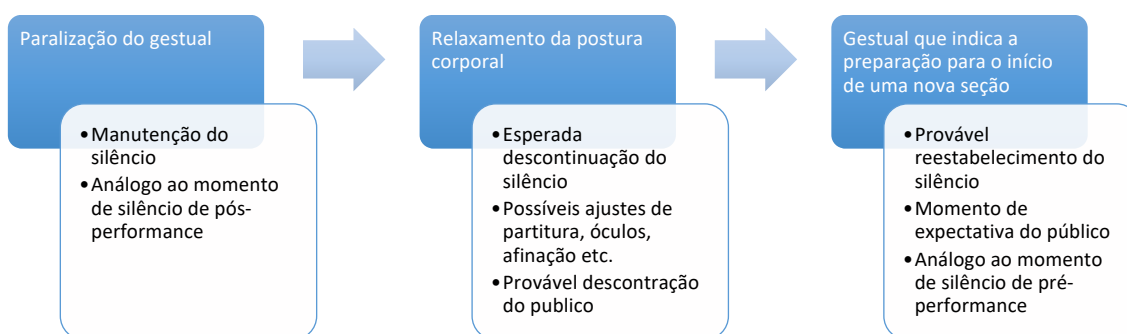 Paralização do gestual
•Manutenção do
silêncio
•Análogo ao momento
de silêncio de pós-
performance
Relaxamento da postura
corporal
•Esperada
descontinuação do
silêncio
•Possíveis ajustes de
partitura, óculos,
afinação etc.
•Provável descontração
do publico
Gestual que indica a
preparação para o início
de uma nova seção
•Provável
reestabelecimento do
silêncio
•Momento de
expectativa do público
•Análogo ao momento
de silêncio de pré-
performance